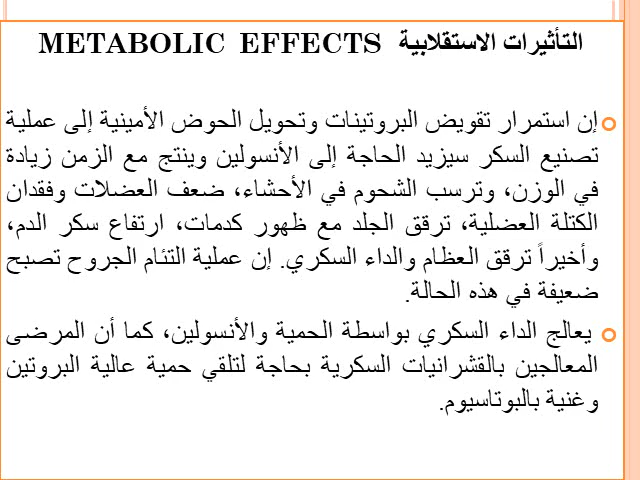 التأثيرات الاستقلابية METABOLIC EFFECTS
إن استمرار تقويض البروتينات وتحويل الحوض الأمينية إلى عملية
تصنيع السكر سيزيد الحاجة إلى الأنسولين وينتج مع الزمن زيادة
في الوزن، وترسب الشحوم في الأحشاء، ضعف العضلات وفقدان
الكتلة العضلية، ترقق الجلد مع ظهور كدمات، ارتفاع سكر الدم،
وأخيراً ترقق العظام والداء السكري. إن عملية التئام الجروح تصبح
ضعيفة في هذه الحالة.
يعالج الداء السكري بواسطة الحمية والأنسولين، كما أن المرضى
المعالجين بالقشرانيات السكرية بحاجة لتلقي حمية عالية البروتين
وغنية بالبوتاسيوم.